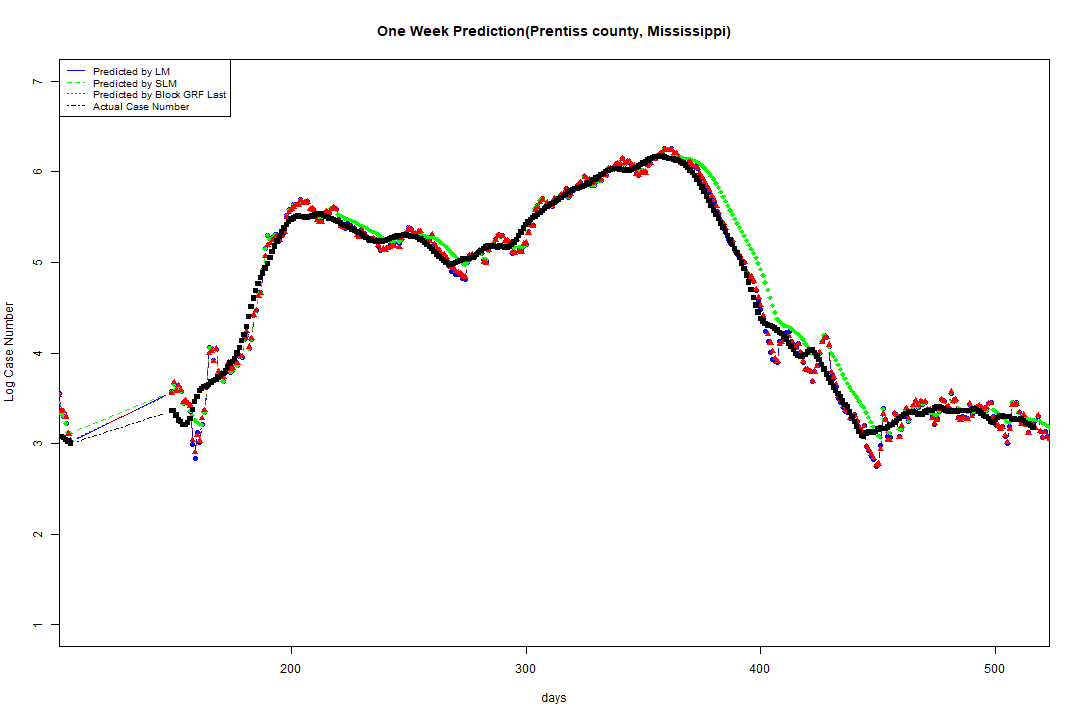 One Week Prediction(Prentiss county, Mississippi)
Predicted by LM
Predicted by SLM
Predicted by Block GRF Last
Actual Case Number
7
6
5
4
3
2
1
Log Case Number
200 300 400 500
days